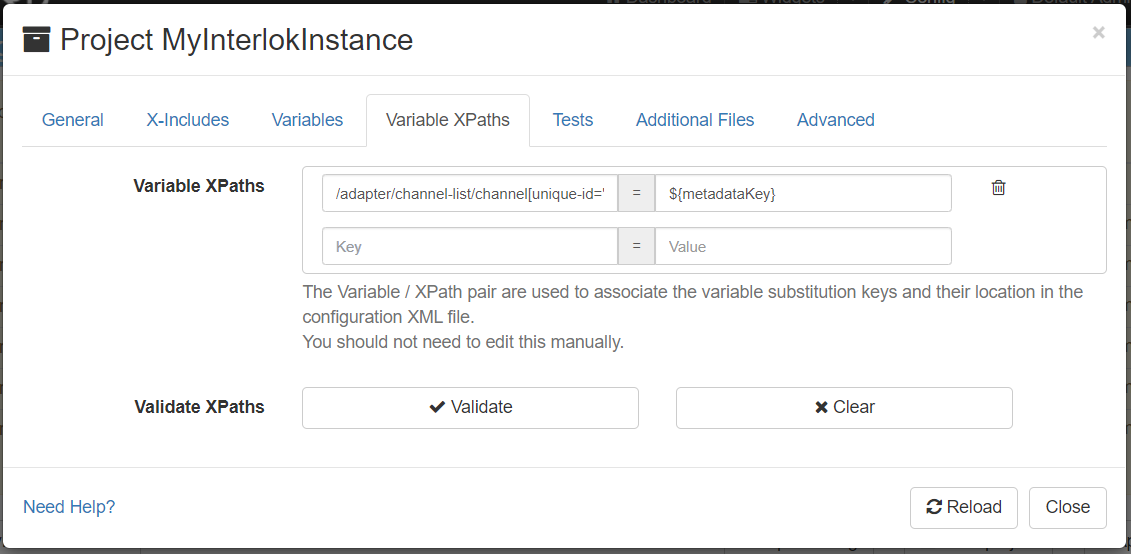 Project MyInterlokInstance
×
General X-Includes Variables Variable XPaths Tests Additional Files Advanced
Variable XPaths
/adapter/channel-list/channel[unique-id=' = ${metadataKey}
Key = Value
The Variable / XPath pair are used to associate the variable substitution keys and their location in the
configuration XML file.
You should not need to edit this manually.
Validate XPaths Validate Clear
Need Help? Reload Close